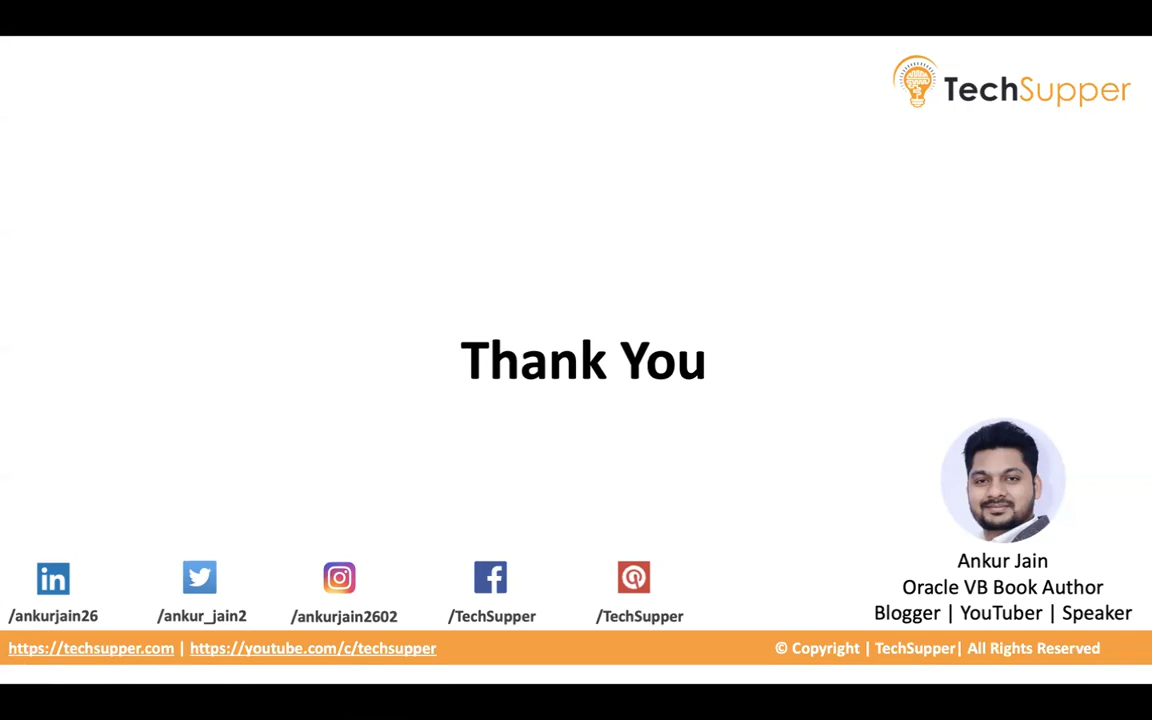 TechSupper
Thank You
Ankur Jain
Oracle VB Book Author
Blogger | YouTuber | Speaker
in
/ankurjain26
/ankur_jain2
/ankurjain2602
/TechSupper
/TechSupper
https://techsupper.com | https://youtube.com/c/techsupper
© Copyright | TechSupper| All Rights Reserved